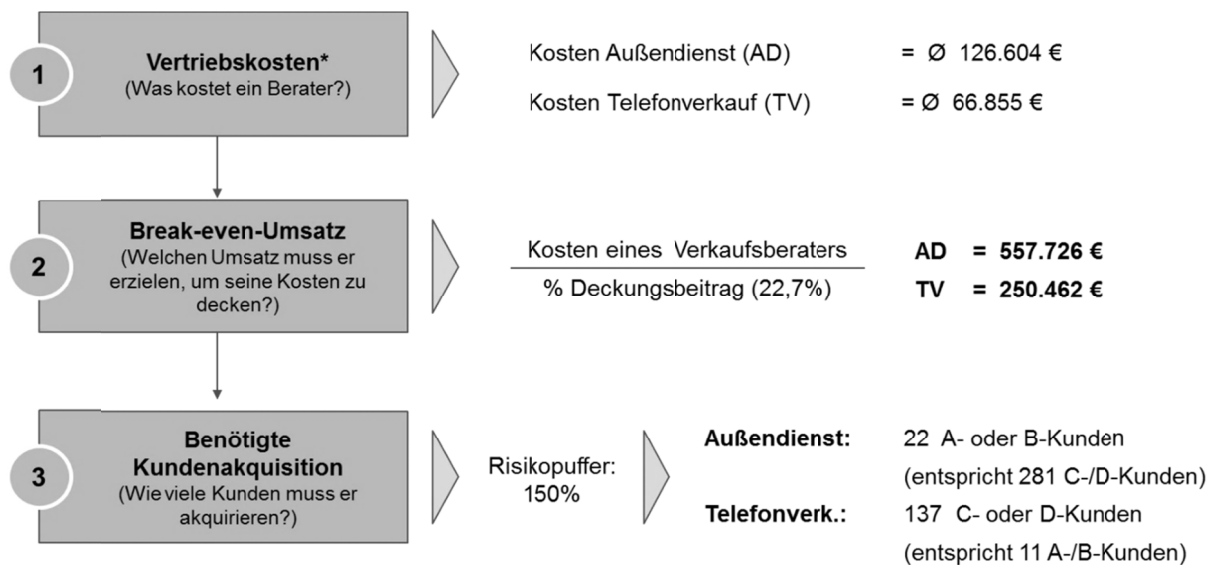 1
Vertriebskosten*
(Was kostet ein Berater?)
Kosten Außendienst (AD) = Ø 126.604 €
Kosten Telefonverkauf (TV) = Ø 66.855 €
2
Break-even-Umsatz
(Welchen Umsatz muss er
erzielen, um seine Kosten zu
decken?)
Kosten eines Verkaufsberaters
% Deckungsbeitrag (22,7%)
AD = 557.726 €
TV = 250.462 €
3
Benötigte
Kundenakquisition
(Wie viele Kunden muss er
akquirieren?)
Risikopuffer:
150%
Außendienst: 22 A- oder B-Kunden
(entspricht 281 C-/D-Kunden)
Telefonverk.: 137 C- oder D-Kunden
(entspricht 11 A-/B-Kunden)